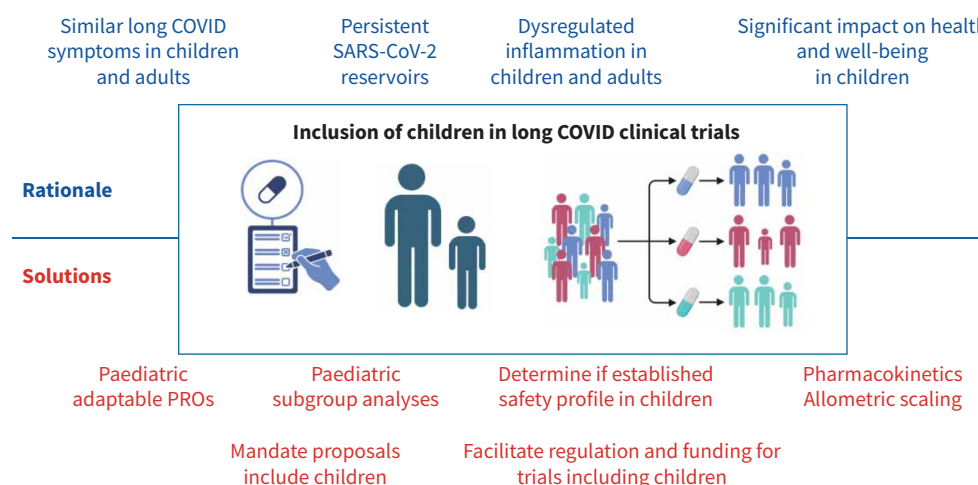 Similar long COVID
symptoms in children
and adults
Persistent
SARS-CoV-2
reservoirs
Dysregulated
inflammation in
children and adults
Significant impact on health
and well-being
in children
Inclusion of children in long COVID clinical trials
Rationale
Solutions
Paediatric
adaptable PROs
Paediatric
subgroup analyses
Determine if established
safety profile in children
Pharmacokinetics
Allometric scaling
Mandate proposals
include children
Facilitate regulation and funding for
trials including children